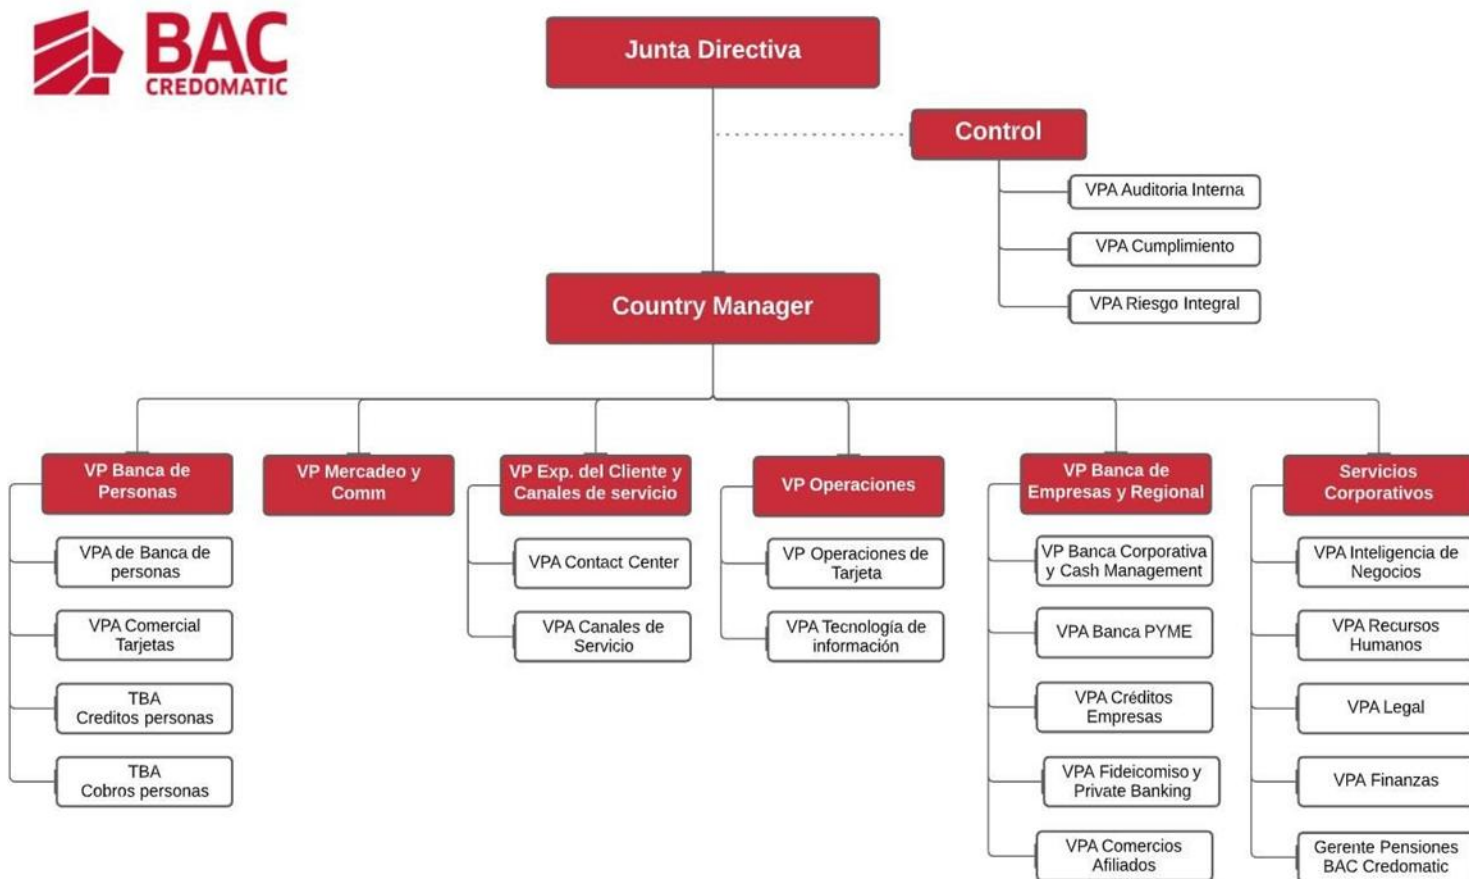 BAC
CREDOMATIC
Junta Directiva
Control
VPA Auditoria Interna
VPA Cumplimiento
VPA Riesgo Integral
Country Manager
VP Banca de
Personas
VPA de Banca de
personas
VPA Comercial
Tarjetas
TBA
Creditos personas
TBA
Cobros personas
VP Mercadeo y
Comm
VP Exp. del Cliente y
Canales de servicio
VPA Contact Center
VPA Canales de
Servicio
VP Operaciones
VP Operaciones de
Tarjeta
VPA Tecnología de
información
VP Banca de
Empresas y Regional
VP Banca Corporativa
y Cash Management
VPA Banca PYME
VPA Créditos
Empresas
VPA Fideicomiso y
Private Banking
VPA Comercios
Afiliados
Servicios
Corporativos
VPA Inteligencia de
Negocios
VPA Recursos
Humanos
VPA Legal
VPA Finanzas
Gerente Pensiones
BAC Credomatic